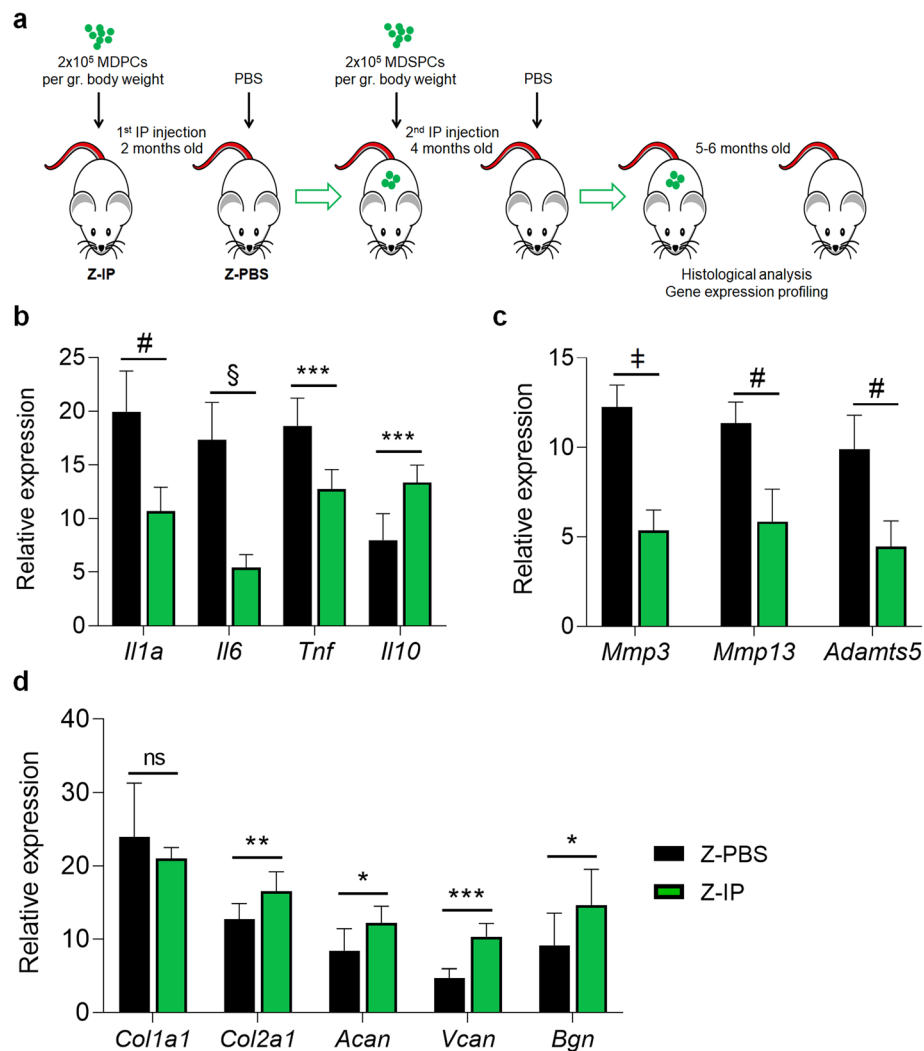 a
2x10⁵ MDPCs
per gr. body weight
PBS
2x10⁵ MDSPCs
per gr. body weight
PBS
1ˢᵗ IP injection
2 months old
2ⁿᵈ IP injection
4 months old
5-6 months old
Z-IP
Z-PBS
Histological analysis
Gene expression profiling
b
Relative expression
25
20
15
10
5
0
#
§
***
***
Il1a Il6 Tnf Il10
c
Relative expression
15
10
5
0
ǂ
#
#
Mmp3 Mmp13 Adamts5
d
Relative expression
40
30
20
10
0
ns
**
*
***
*
Col1a1 Col2a1 Acan Vcan Bgn
Z-PBS
Z-IP